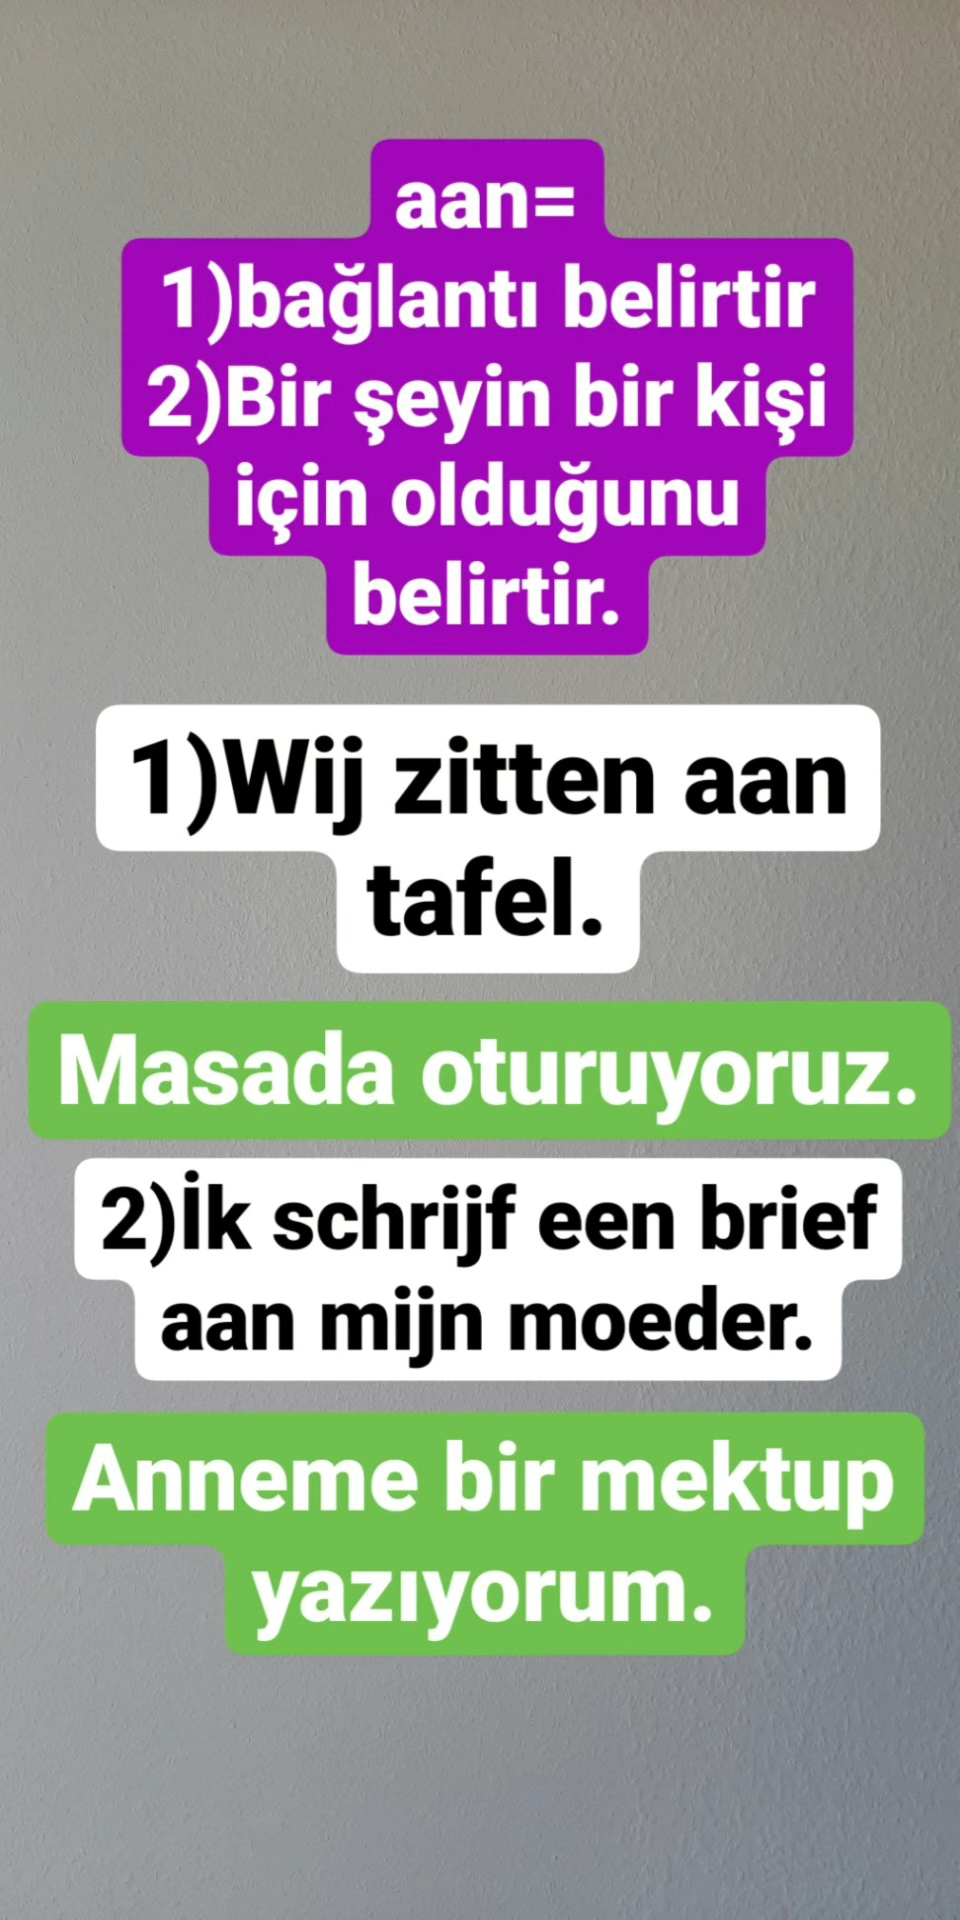 aan=
1)bağlantı belirtir
2)Bir şeyin bir kişi
için olduğunu
belirtir.
1)Wij zitten aan
tafel.
Masada oturuyoruz.
2)İk schrijf een brief
aan mijn moeder.
Anneme bir mektup
yazıyorum.